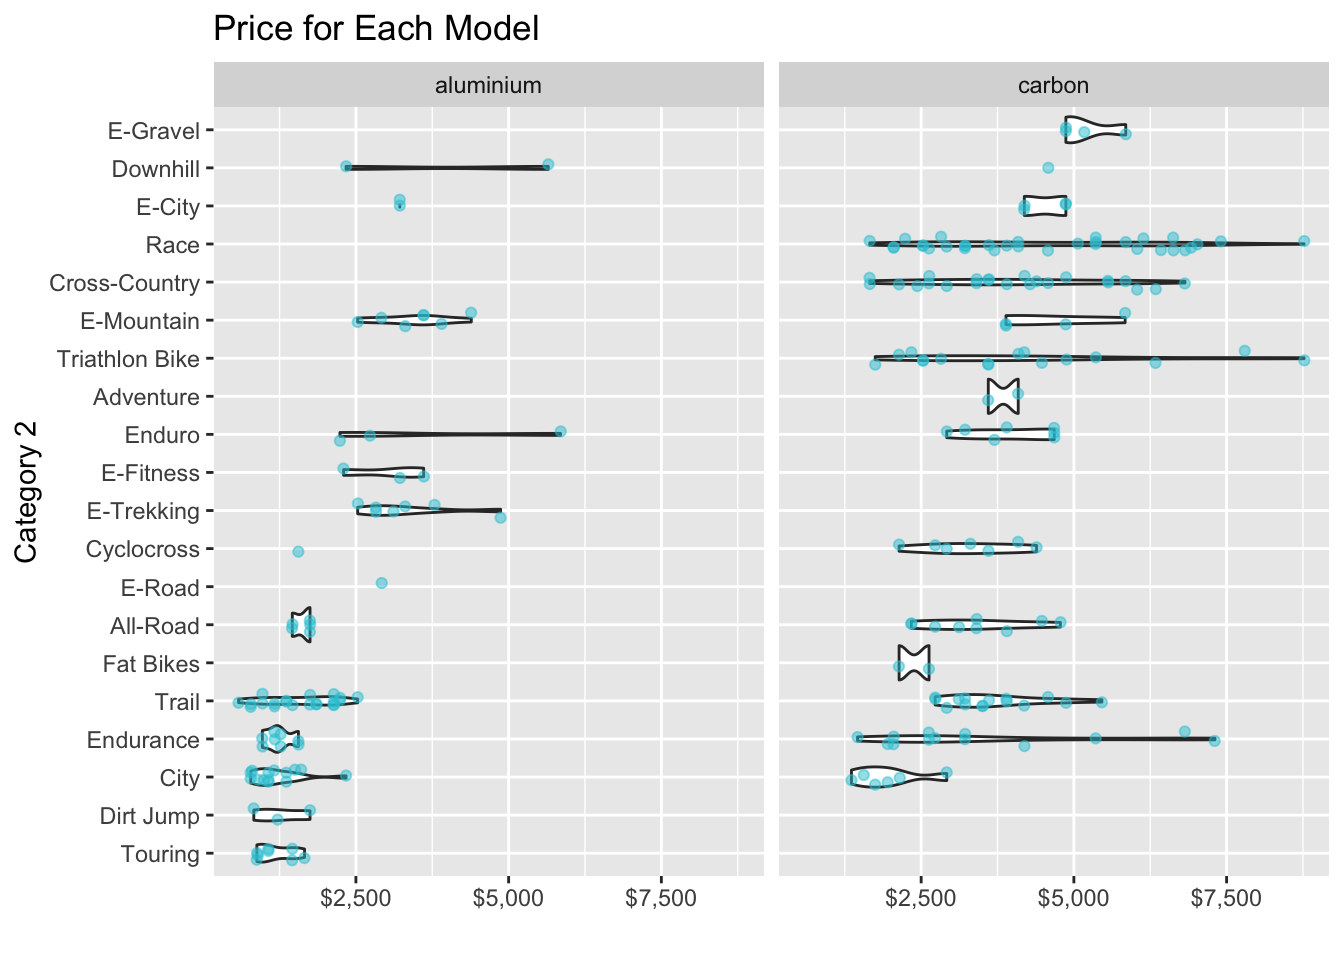 Price for Each Model
aluminium
carbon
Category 2
E-Gravel
Downhill
E-City
Race
Cross-Country
E-Mountain
Triathlon Bike
Adventure
Enduro
E-Fitness
E-Trekking
Cyclocross
E-Road
All-Road
Fat Bikes
Trail
Endurance
City
Dirt Jump
Touring
$2,500 $5,000 $7,500
$2,500 $5,000 $7,500